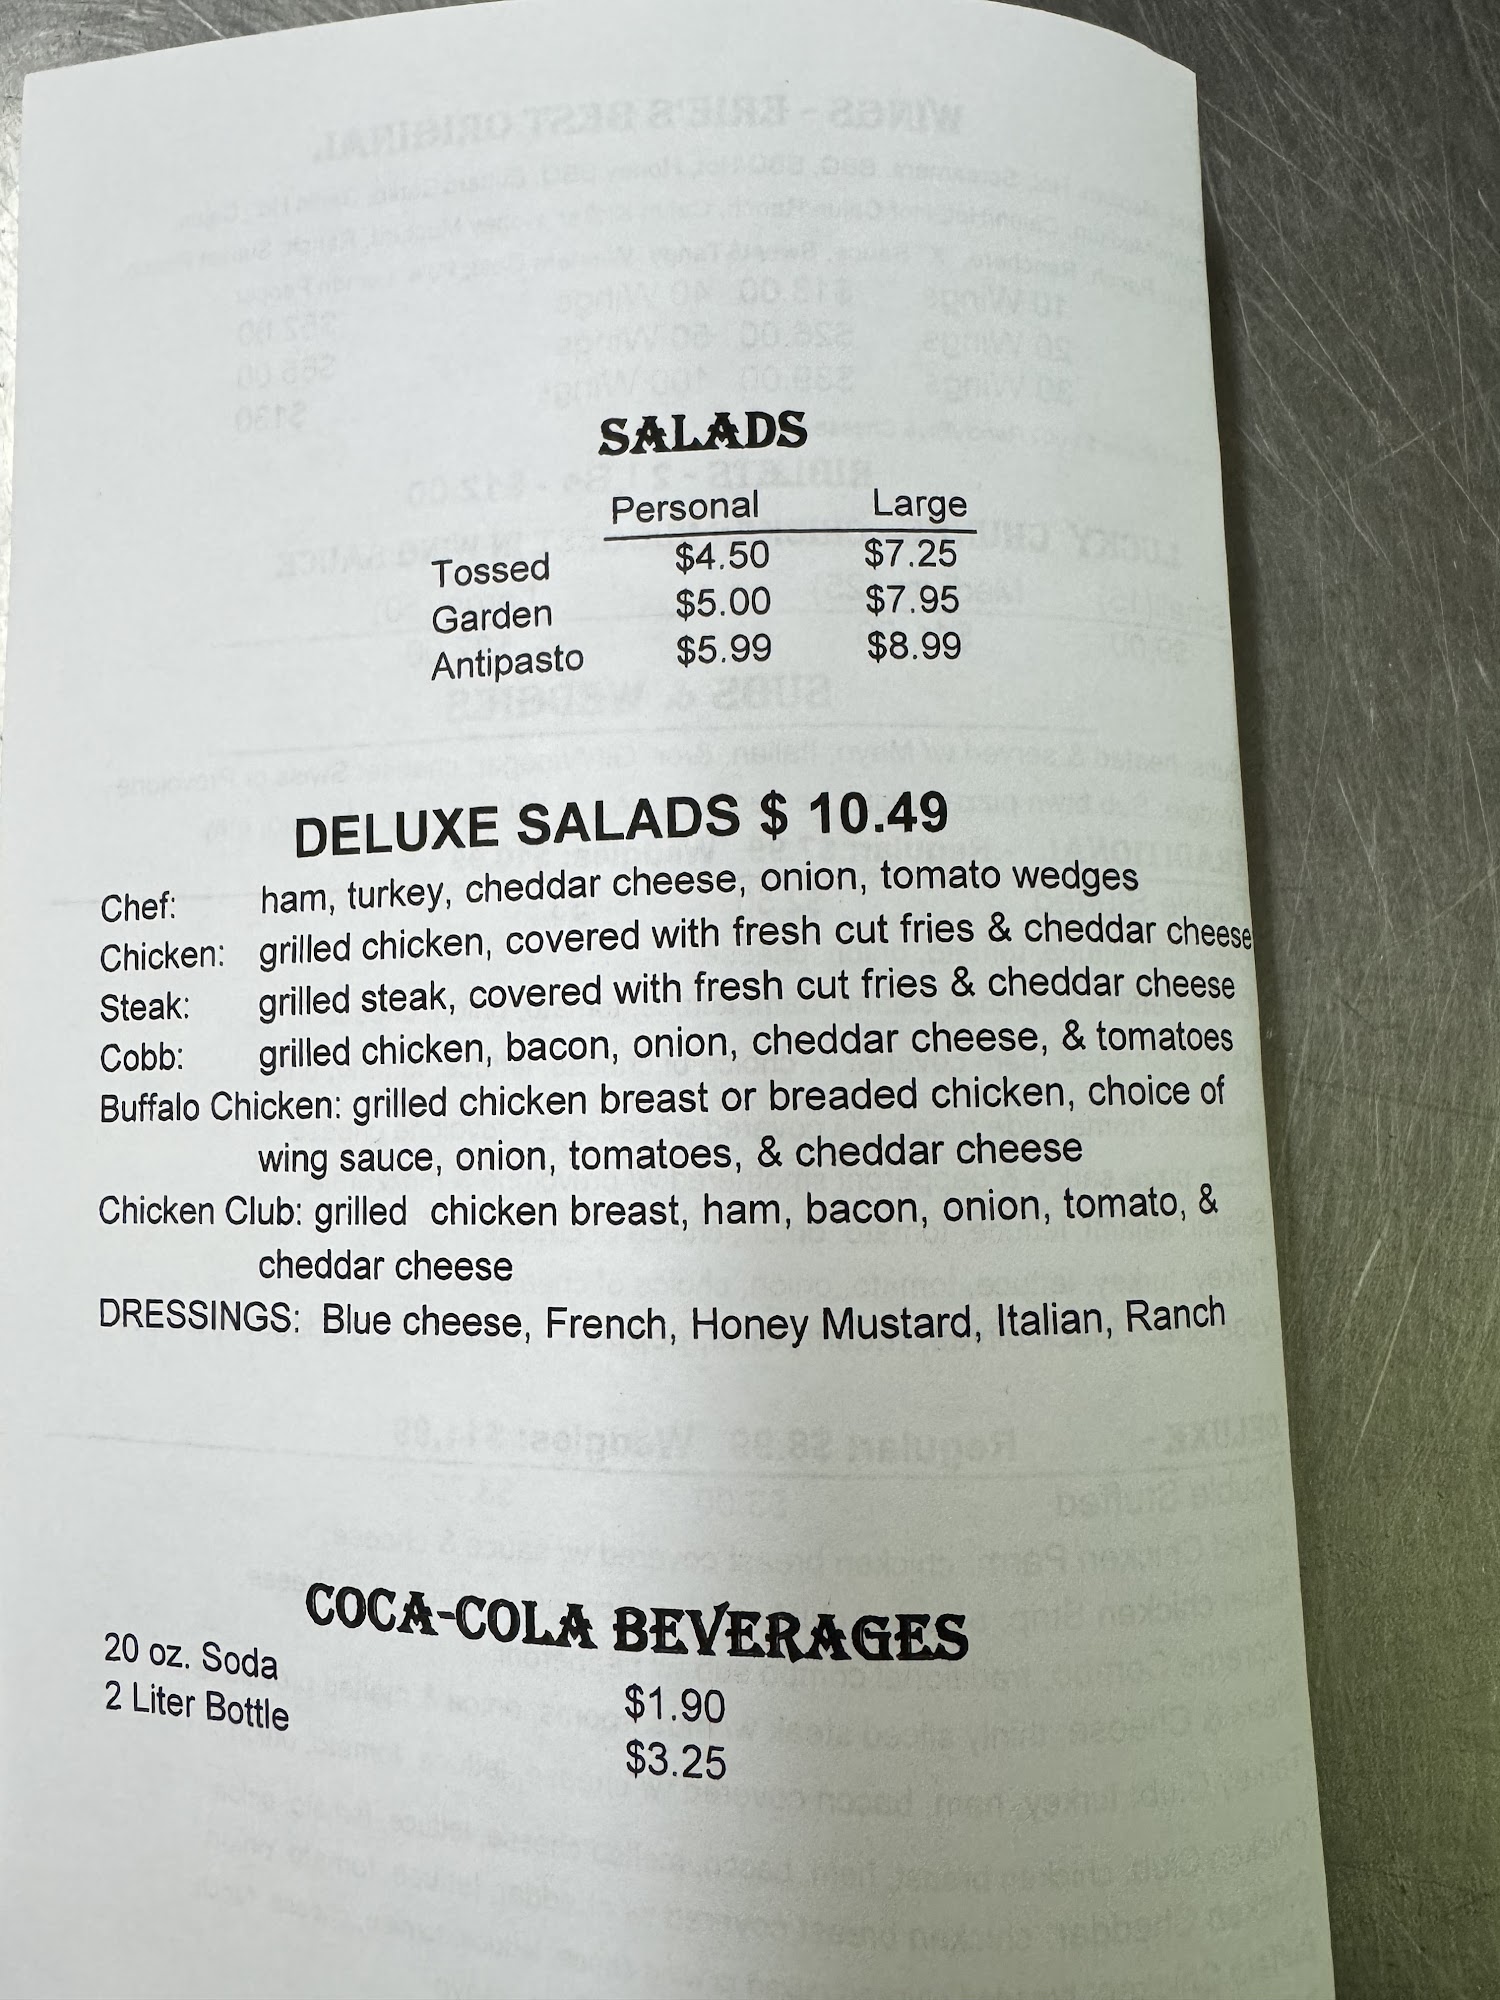 SALADS
Personal Large
Tossed $4.50 $7.25
Garden $5.00 $7.95
Antipasto $5.99 $8.99
DELUXE SALADS $ 10.49
Chef: ham, turkey, cheddar cheese, onion, tomato wedges
Chicken: grilled chicken, covered with fresh cut fries & cheddar cheese
Steak: grilled steak, covered with fresh cut fries & cheddar cheese
Cobb: grilled chicken, bacon, onion, cheddar cheese, & tomatoes
Buffalo Chicken: grilled chicken breast or breaded chicken, choice of
wing sauce, onion, tomatoes, & cheddar cheese
Chicken Club: grilled chicken breast, ham, bacon, onion, tomato, &
cheddar cheese
DRESSINGS: Blue cheese, French, Honey Mustard, Italian, Ranch
COCA-COLA BEVERAGES
20 oz. Soda $1.90
2 Liter Bottle $3.25